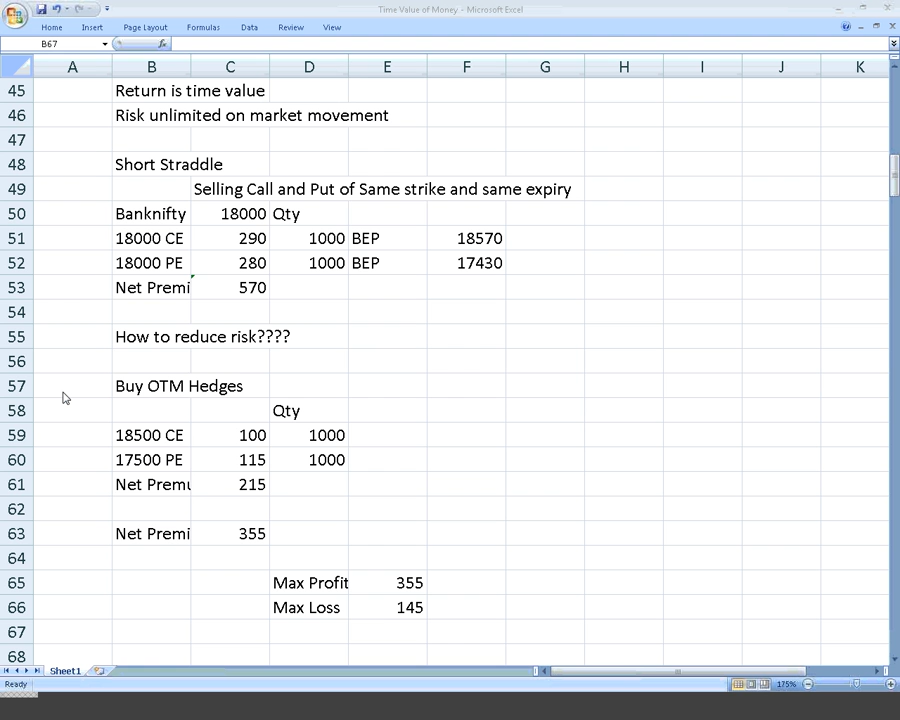 Time Value of Money - Microsoft Excel
Home Insert Page Layout Formulas Data Review View
B67 fx
A B C D E F G H I J K
45 Return is time value
46 Risk unlimited on market movement
47
48 Short Straddle
49 Selling Call and Put of Same strike and same expiry
50 Banknifty 18000 Qty
51 18000 CE 290 1000 BEP 18570
52 18000 PE 280 1000 BEP 17430
53 Net Premi 570
54
55 How to reduce risk????
56
57 Buy OTM Hedges
58 Qty
59 18500 CE 100 1000
60 17500 PE 115 1000
61 Net Premu 215
62
63 Net Premi 355
64
65 Max Profit 355
66 Max Loss 145
67
68
Sheet1
Ready 175%